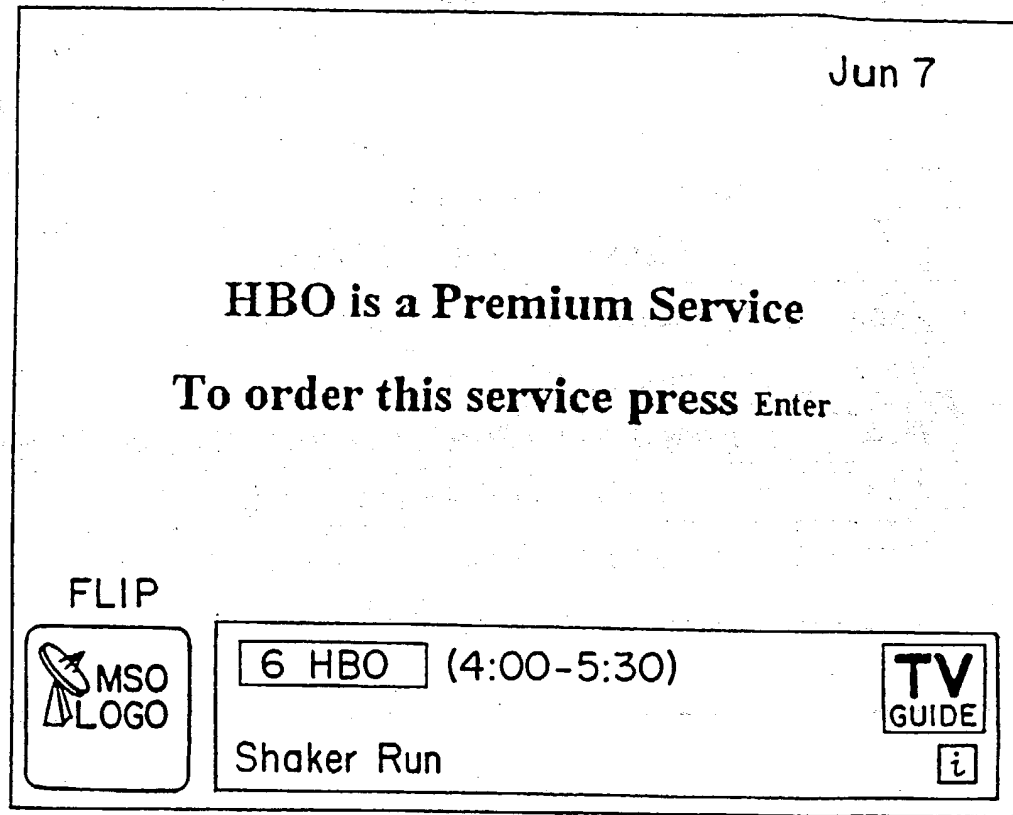 Jun 7
HBO is a Premium Service
To order this service press Enter
FLIP
MSO
LOGO
6 HBO (4:00-5:30)
Shaker Run
TV
GUIDE
i